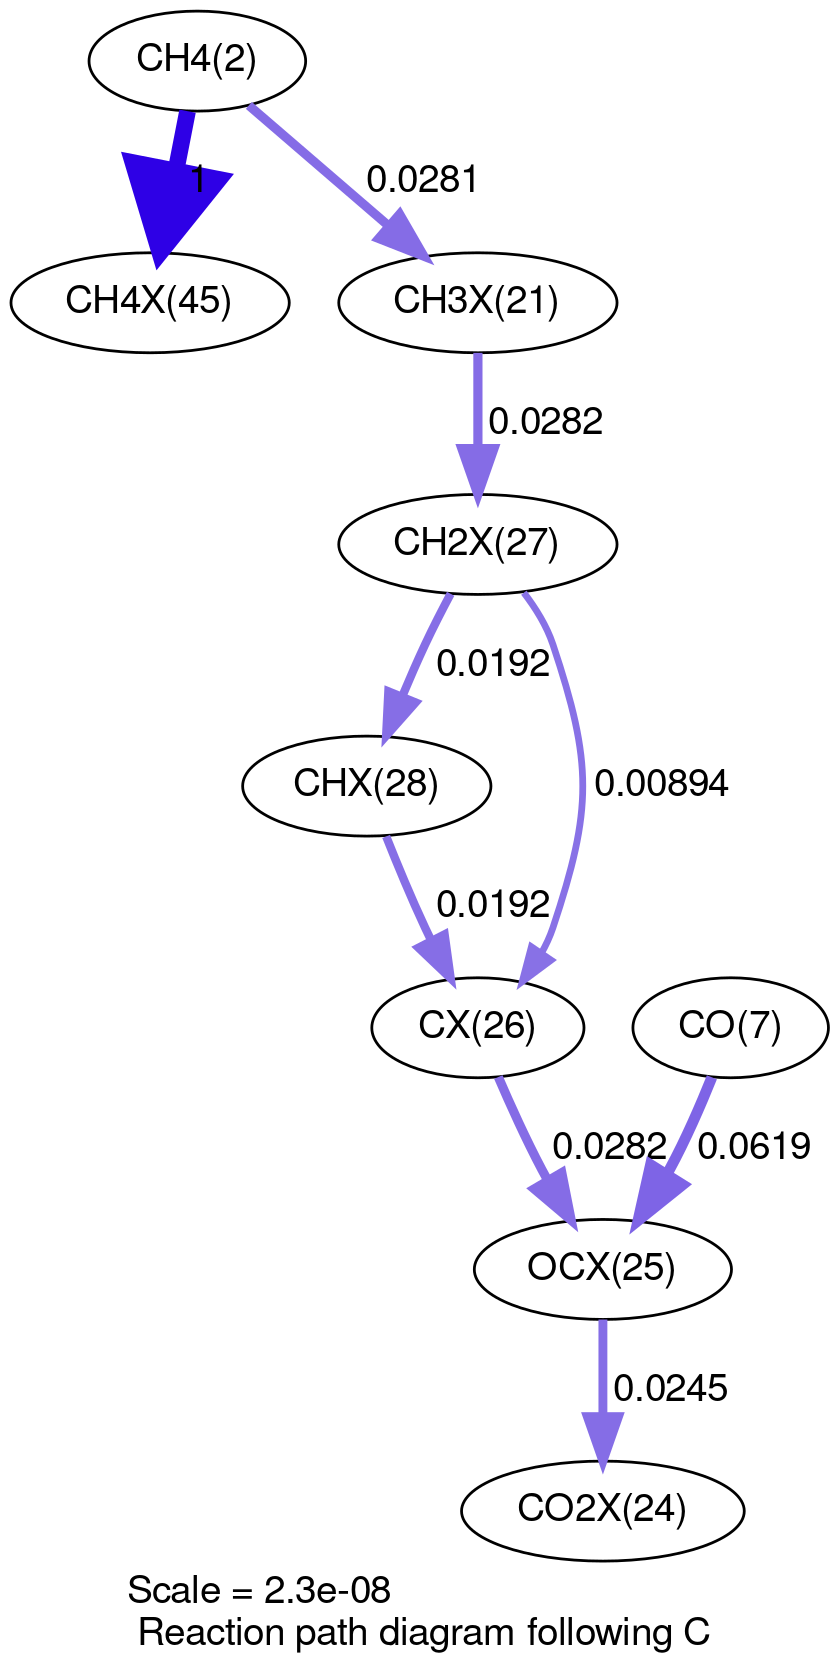 CH4(2)
1
0.0281
CH4X(45)
CH3X(21)
0.0282
CH2X(27)
0.0192
CHX(28)
0.00894
0.0192
CX(26)
CO(7)
0.0282
0.0619
OCX(25)
0.0245
CO2X(24)
Scale = 2.3e-08
Reaction path diagram following C